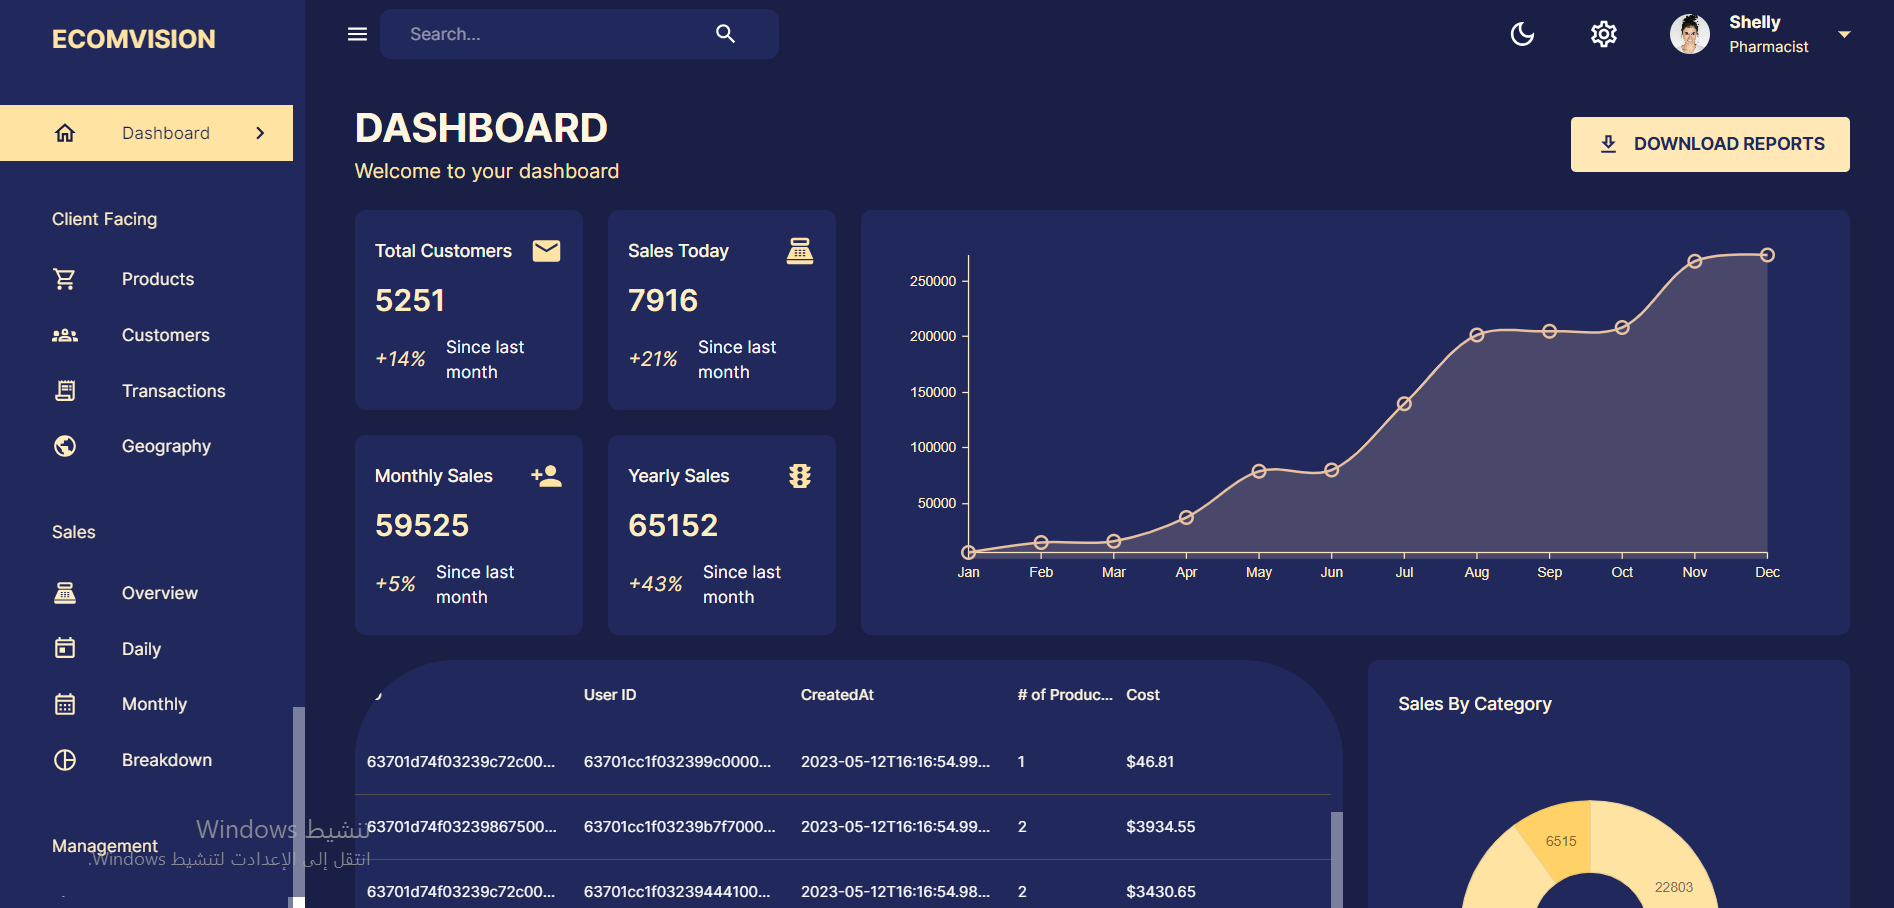 ECOMVISION
Search...
Shelly
Pharmacist
Dashboard
Client Facing
Products
Customers
Transactions
Geography
Sales
Overview
Daily
Monthly
Breakdown
Management
DASHBOARD
Welcome to your dashboard
DOWNLOAD REPORTS
Total Customers
5251
+14%
Since last
month
Sales Today
7916
+21%
Since last
month
Monthly Sales
59525
+5%
Since last
month
Yearly Sales
65152
+43%
Since last
month
250000
200000
150000
100000
50000
Jan Feb Mar Apr May Jun Jul Aug Sep Oct Nov Dec
User ID CreatedAt # of Produc... Cost
63701d74f03239c72c00... 63701cc1f032399c0000... 2023-05-12T16:16:54.99... 1 $46.81
63701d74f03239867500... 63701cc1f03239b7f7000... 2023-05-12T16:16:54.99... 2 $3934.55
63701d74f03239c72c00... 63701cc1f03239444100... 2023-05-12T16:16:54.98... 2 $3430.65
Sales By Category
6515
22803
تنشيط Windows
انتقل إلى الإعدادت لتنشيط Windows.